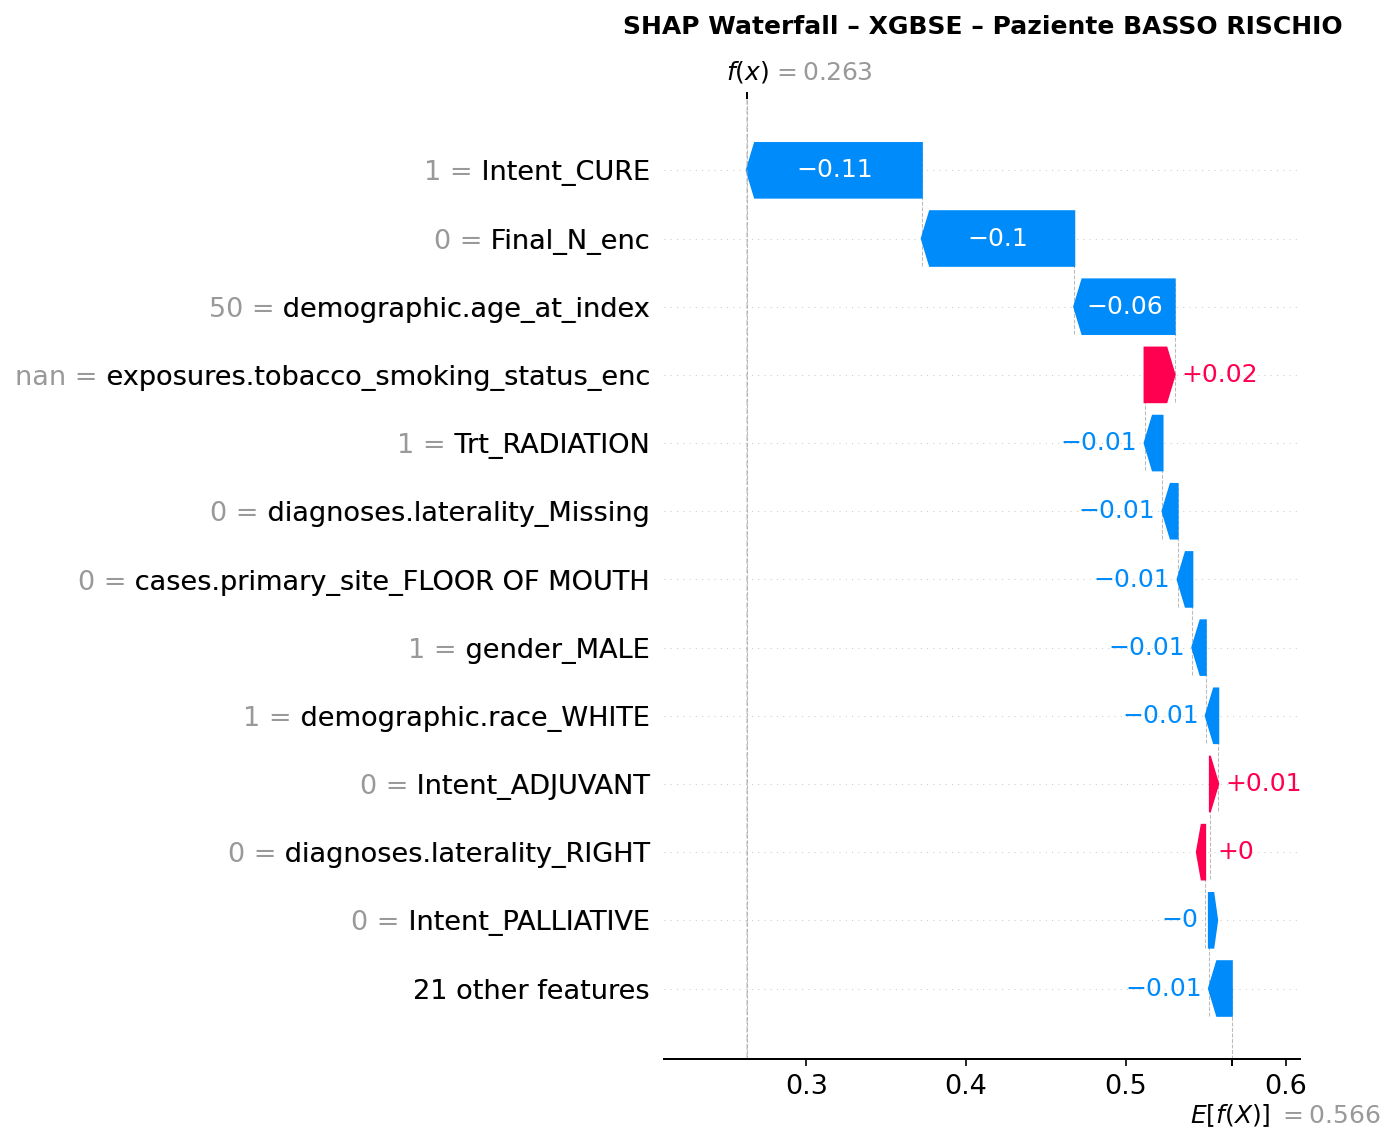 SHAP Waterfall – XGBSE – Paziente BASSO RISCHIO
f(x) = 0.263
1 = Intent_CURE −0.11
0 = Final_N_enc −0.1
50 = demographic.age_at_index −0.06
nan = exposures.tobacco_smoking_status_enc +0.02
1 = Trt_RADIATION −0.01
0 = diagnoses.laterality_Missing −0.01
0 = cases.primary_site_FLOOR OF MOUTH −0.01
1 = gender_MALE −0.01
1 = demographic.race_WHITE −0.01
0 = Intent_ADJUVANT +0.01
0 = diagnoses.laterality_RIGHT +0
0 = Intent_PALLIATIVE −0
21 other features −0.01
0.3 0.4 0.5 0.6
E[f(X)] = 0.566